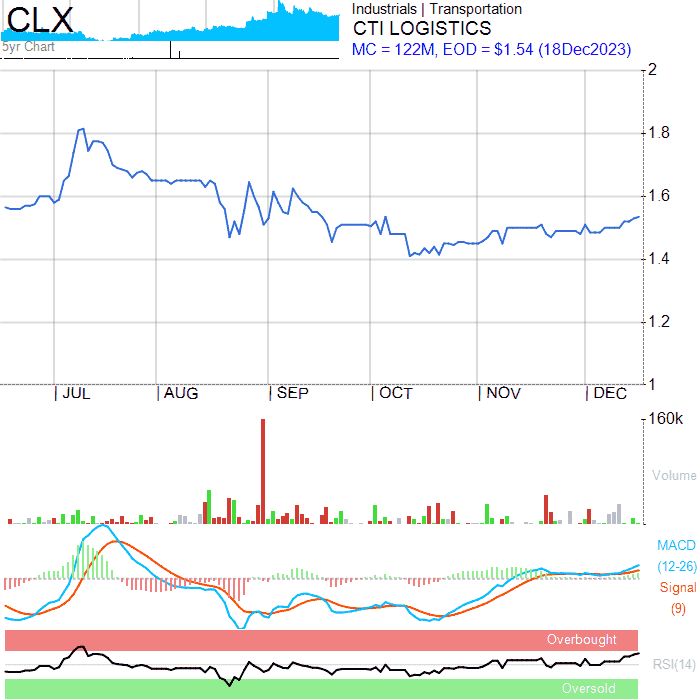 CLX
5yr Chart
Industrials | Transportation
CTI LOGISTICS
MC = 122M, EOD = $1.54 (18Dec2023)
2
1.8
1.6
1.4
1.2
1
| JUL | AUG | SEP | OCT | NOV | DEC
160k
Volume
MACD
(12-26)
Signal
(9)
Overbought
RSI(14)
Oversold